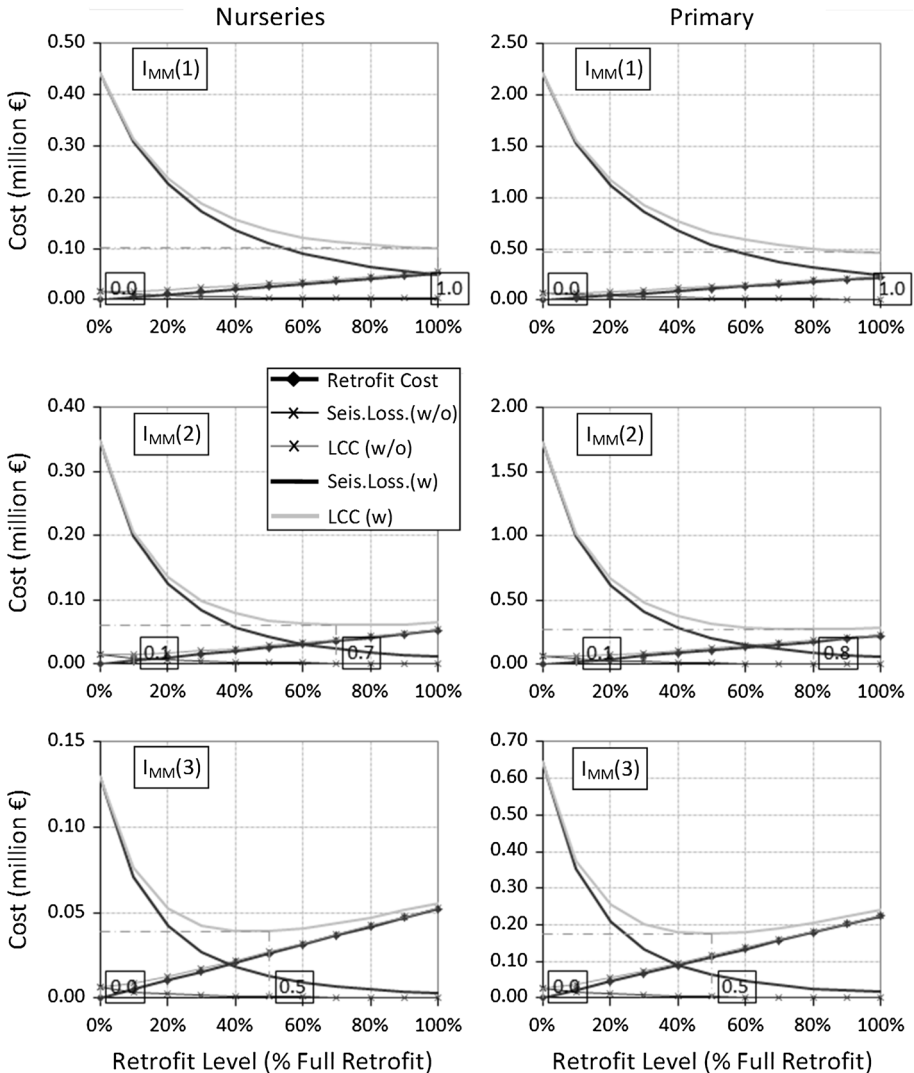 Nurseries
Primary
0.50
0.40
0.30
0.20
0.10
0.00
Cost (million €)
I_MM(1)
0.0
1.0
0% 20% 40% 60% 80% 100%
2.50
2.00
1.50
1.00
0.50
0.00
I_MM(1)
0.0
1.0
0% 20% 40% 60% 80% 100%
0.40
0.30
0.20
0.10
0.00
Cost (million €)
I_MM(2)
Retrofit Cost
Seis.Loss.(w/o)
LCC (w/o)
Seis.Loss.(w)
LCC (w)
0.1
0.7
0% 20% 40% 60% 80% 100%
2.00
1.50
1.00
0.50
0.00
I_MM(2)
0.1
0.8
0% 20% 40% 60% 80% 100%
0.15
0.10
0.05
0.00
Cost (million €)
I_MM(3)
0.5
0% 20% 40% 60% 80% 100%
Retrofit Level (% Full Retrofit)
0.70
0.60
0.50
0.40
0.30
0.20
0.10
0.00
I_MM(3)
0.5
0% 20% 40% 60% 80% 100%
Retrofit Level (% Full Retrofit)